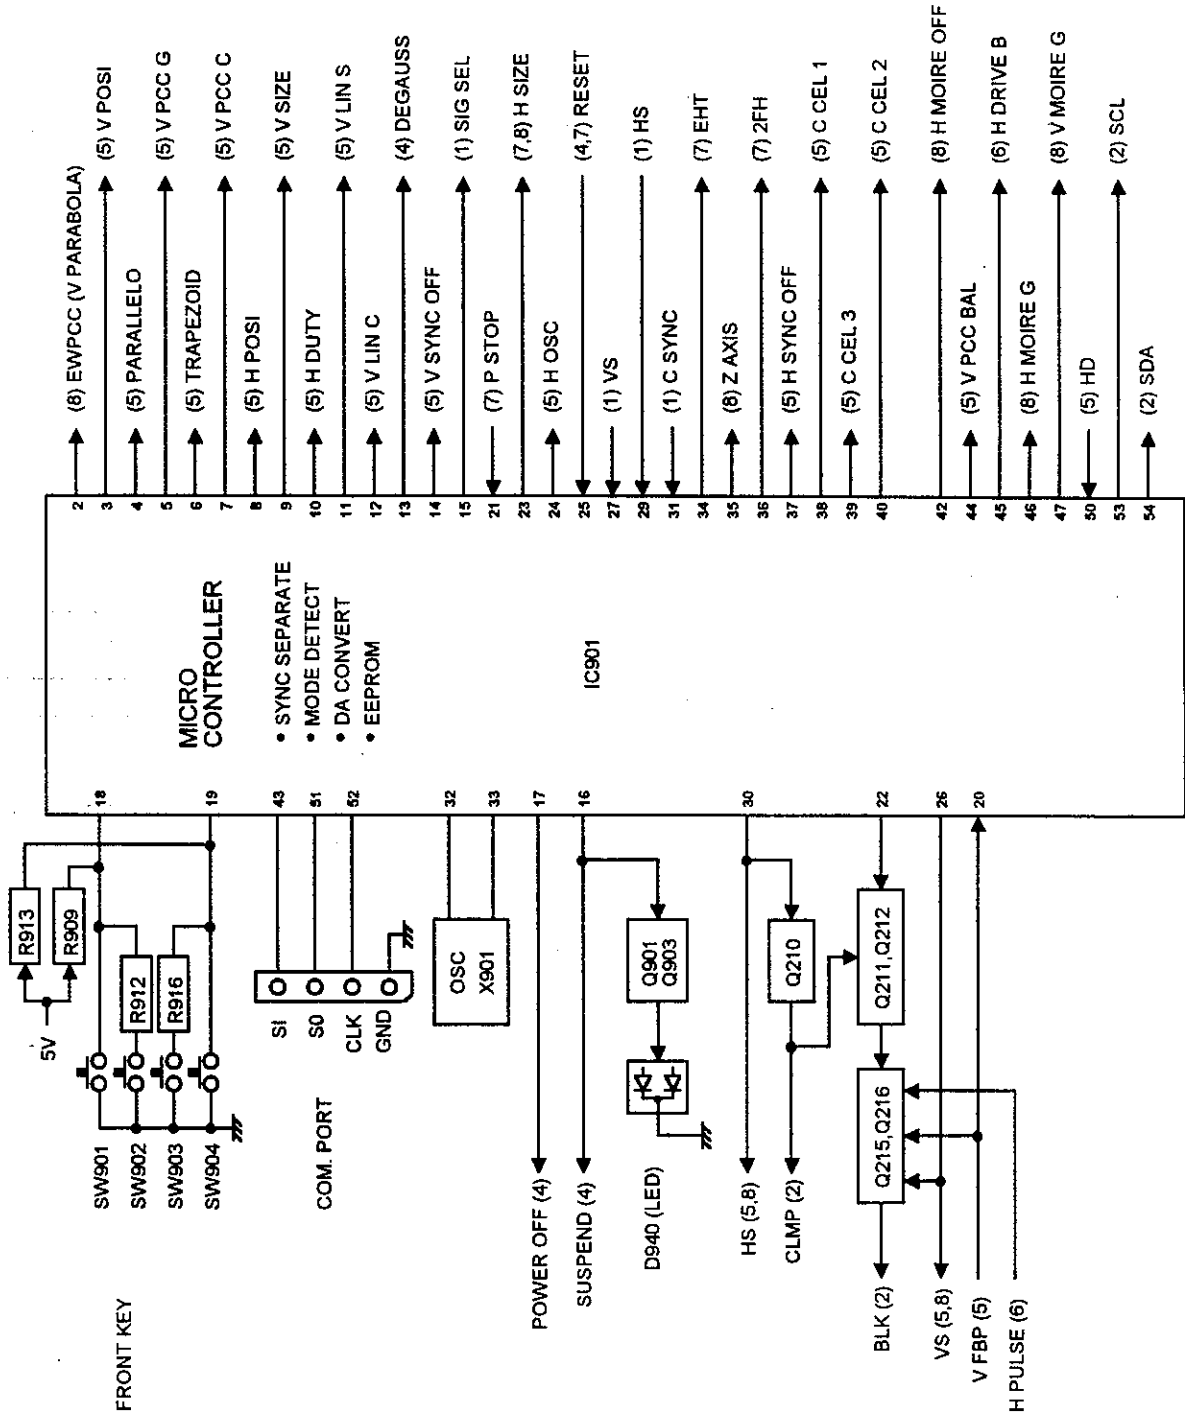 FRONT KEY
5V
R913
R909
SW901
SW902
SW903
SW904
R912
R916
18
19
COM. PORT
SI
S0
CLK
GND
43
51
52
OSC
X901
32
33
POWER OFF (4)
17
SUSPEND (4)
16
D940 (LED)
Q901
Q903
HS (5,8)
30
CLMP (2)
Q210
BLK (2)
Q215,Q216
Q211,Q212
22
VS (5,8)
26
V FBP (5)
20
H PULSE (6)
MICRO
CONTROLLER
• SYNC SEPARATE
• MODE DETECT
• DA CONVERT
• EEPROM
IC901
2 (8) EWPCC (V PARABOLA)
3 (5) V POSI
4 (5) PARALLELO
5 (5) V PCC G
6 (5) TRAPEZOID
7 (5) V PCC C
8 (5) H POSI
9 (5) V SIZE
10 (5) H DUTY
11 (5) V LIN S
12 (5) V LIN C
13 (4) DEGAUSS
14 (5) V SYNC OFF
15 (1) SIG SEL
21 (7) P STOP
23 (7,8) H SIZE
24 (5) H OSC
25 (4,7) RESET
27 (1) VS
29 (1) HS
31 (1) C SYNC
34 (7) EHT
35 (8) Z AXIS
36 (7) 2FH
37 (5) H SYNC OFF
38 (5) C CEL 1
39 (5) C CEL 3
40 (5) C CEL 2
42 (8) H MOIRE OFF
44 (5) V PCC BAL
45 (6) H DRIVE B
46 (8) H MOIRE G
47 (8) V MOIRE G
50 (5) HD
53 (2) SCL
54 (2) SDA